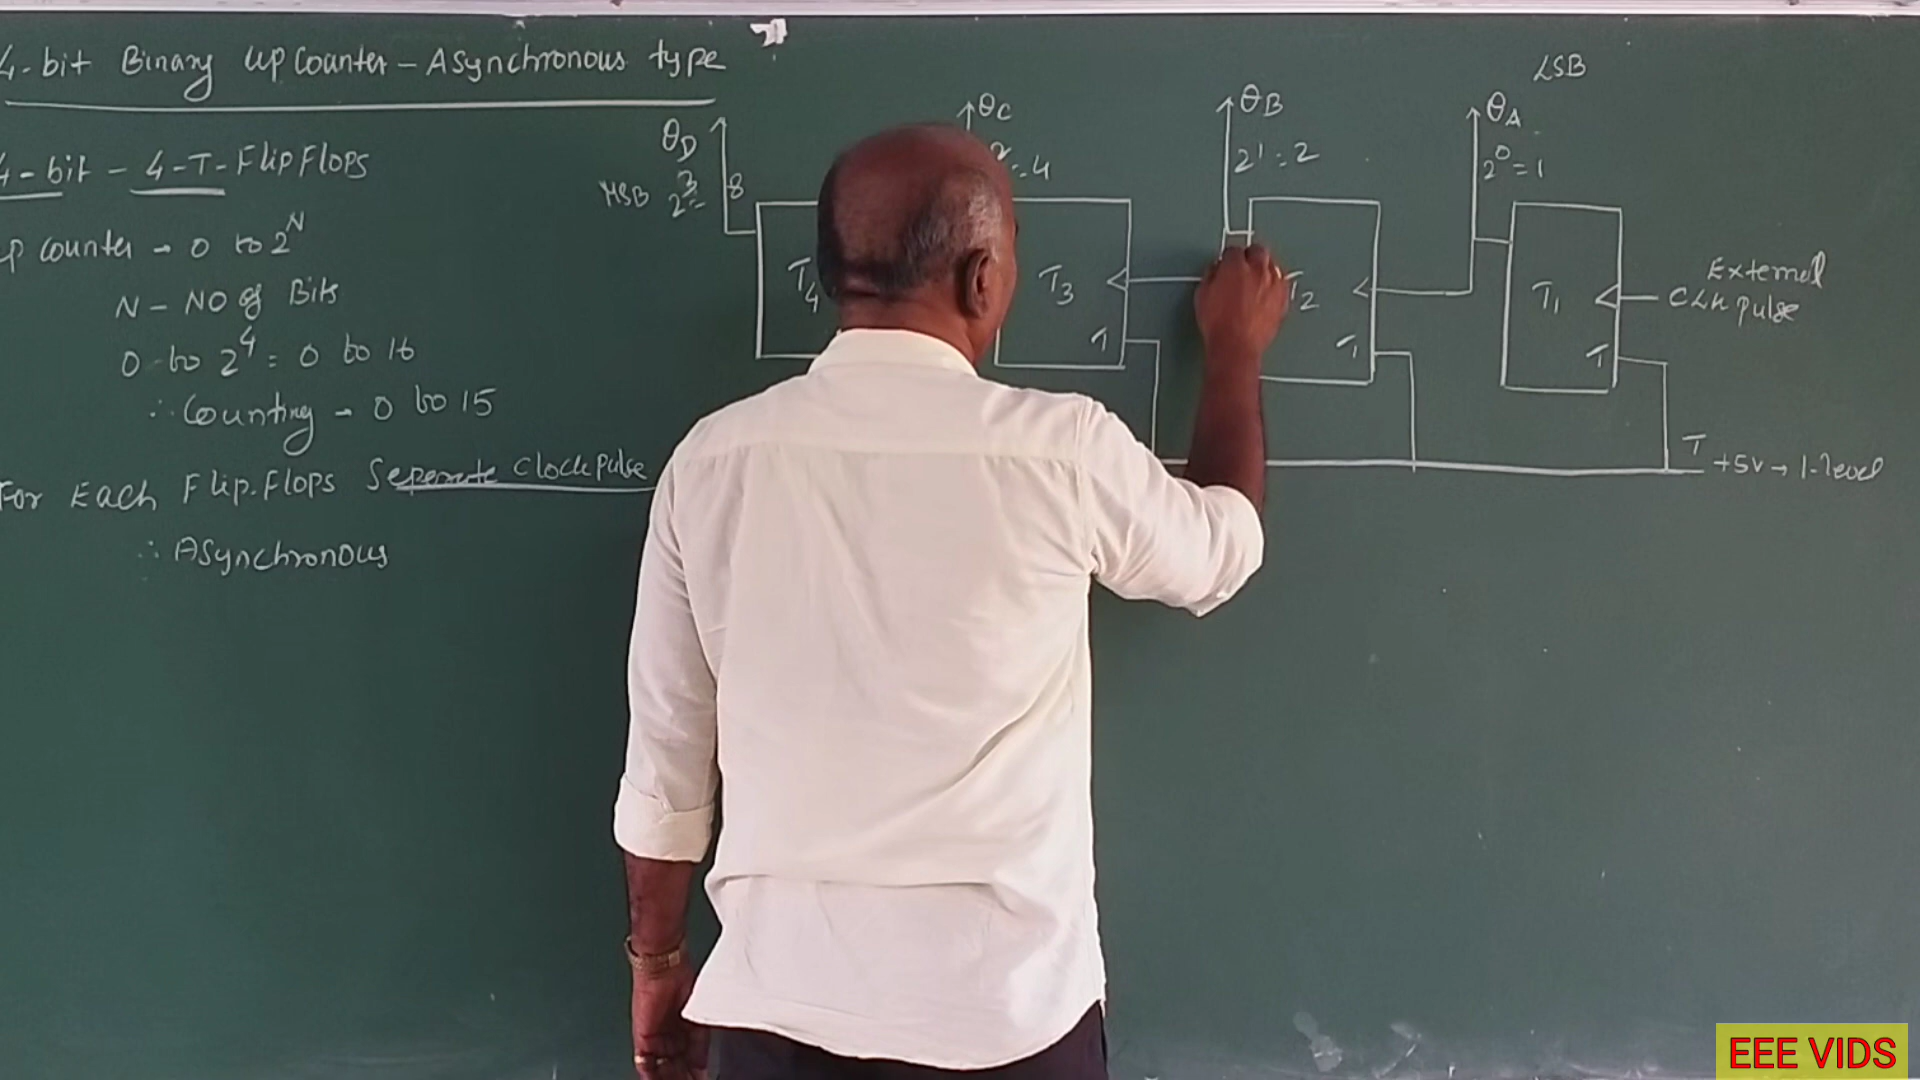 4-bit Binary Up Counter - Asynchronous type
4-bit - 4-T-Flip Flops
Up Counter - 0 to 2^N
N - NO of Bits
0 to 2^4 = 0 to 16
∴ Counting - 0 to 15
For Each Flip-Flops Seperate Clock pulse
∴ Asynchronous
LSB
QD
QC
QB
QA
MSB 2^3 = 8
= 4
2^1 = 2
2^0 = 1
T4
T3
T2
T1
External
CLK pulse
T
T
T
T
+5V → 1-level
EEE VIDS